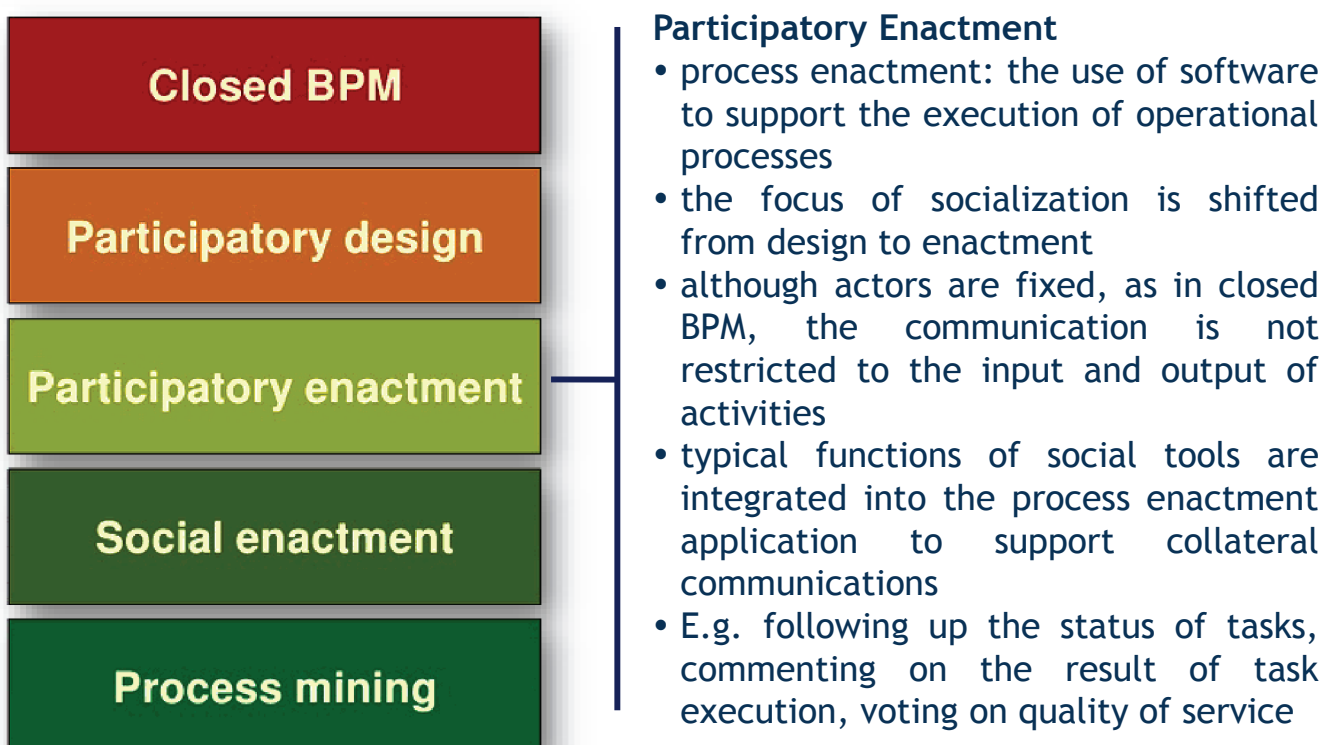 Closed BPM
Participatory design
Participatory enactment
Social enactment
Process mining
Participatory Enactment
• process enactment: the use of software
to support the execution of operational
processes
• the focus of socialization is shifted
from design to enactment
• although actors are fixed, as in closed
BPM, the communication is not
restricted to the input and output of
activities
• typical functions of social tools are
integrated into the process enactment
application to support collateral
communications
• E.g. following up the status of tasks,
commenting on the result of task
execution, voting on quality of service